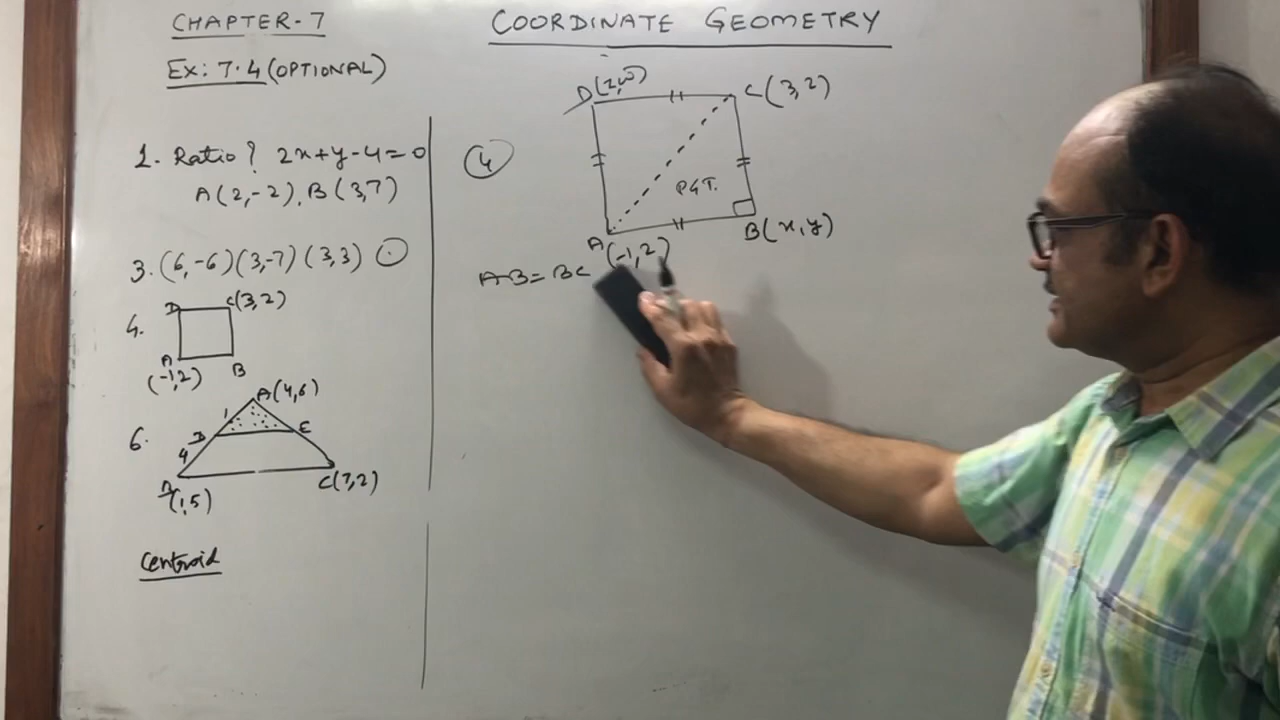 CHAPTER-7
EX: 7.4 (OPTIONAL)
1. Ratio? 2x+y-4=0
A(2,-2), B(3,7)
3. (6,-6) (3,-7) (3,3) ⊙
4.
D C(3,2)
A B
(-1,2)
6.
A(4,6)
1
D E
4
(1,5) C(7,2)
Centroid
COORDINATE GEOMETRY
4
D C(3,2)
PGT.
A(-1,2) B(x,y)
AB=BC